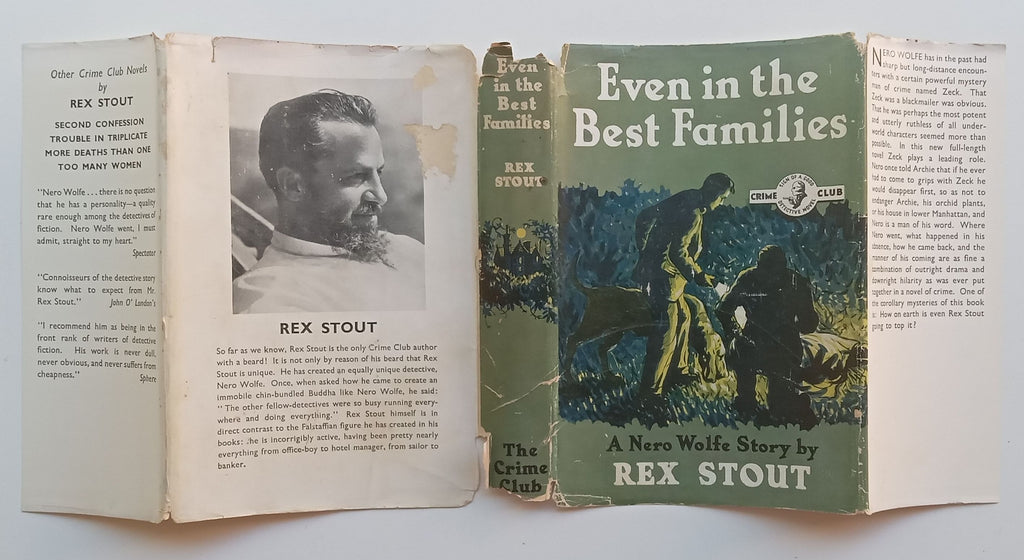 Other Crime Club Novels
by
REX STOUT
SECOND CONFESSION
TROUBLE IN TRIPLICATE
MORE DEATHS THAN ONE
TOO MANY WOMEN
"Nero Wolfe . . . there is no question
that he has a personality—a quality
rare enough among the detectives of
fiction. Nero Wolfe went, I must
admit, straight to my heart."
Spectator
"Connoisseurs of the detective story
know what to expect from Mr.
Rex Stout." John O' London's
"I recommend him as being in the
front rank of writers of detective
fiction. His work is never dull,
never obvious, and never suffers from
cheapness." Sphere
REX STOUT
So far as we know, Rex Stout is the only Crime Club author
with a beard! It is not only by reason of his beard that Rex
Stout is unique. He has created an equally unique detective,
Nero Wolfe. Once, when asked how he came to create an
immobile chin-bundled Buddha like Nero Wolfe, he said:
"The other fellow-detectives were so busy running every-
where and doing everything." Rex Stout himself is in
direct contrast to the Falstaffian figure he has created in his
books: he is incorrigibly active, having been pretty nearly
everything from office-boy to hotel manager, from sailor to
banker.
Even
in the
Best
Families
REX
STOUT
The
Crime
Club
Even in the
Best Families
CRIME CLUB
SIGN OF A GOOD
DETECTIVE NOVEL
A Nero Wolfe Story by
REX STOUT
NERO WOLFE has in the past had
sharp but long-distance encoun-
ters with a certain powerful mystery
man of crime named Zeck. That
Zeck was a blackmailer was obvious.
That he was perhaps the most potent
and utterly ruthless of all under-
world characters seemed more than
possible. In this new full-length
novel Zeck plays a leading role.
Nero once told Archie that if he ever
had to come to grips with Zeck he
would disappear first, so as not to
endanger Archie, his orchid plants,
or his house in lower Manhattan, and
Nero is a man of his word. Where
Nero went, what happened in his
absence, how he came back, and the
manner of his coming are as fine a
combination of outright drama and
downright hilarity as was ever put
together in a novel of crime. One of
the corollary mysteries of this book
is: How on earth is even Rex Stout
going to top it?